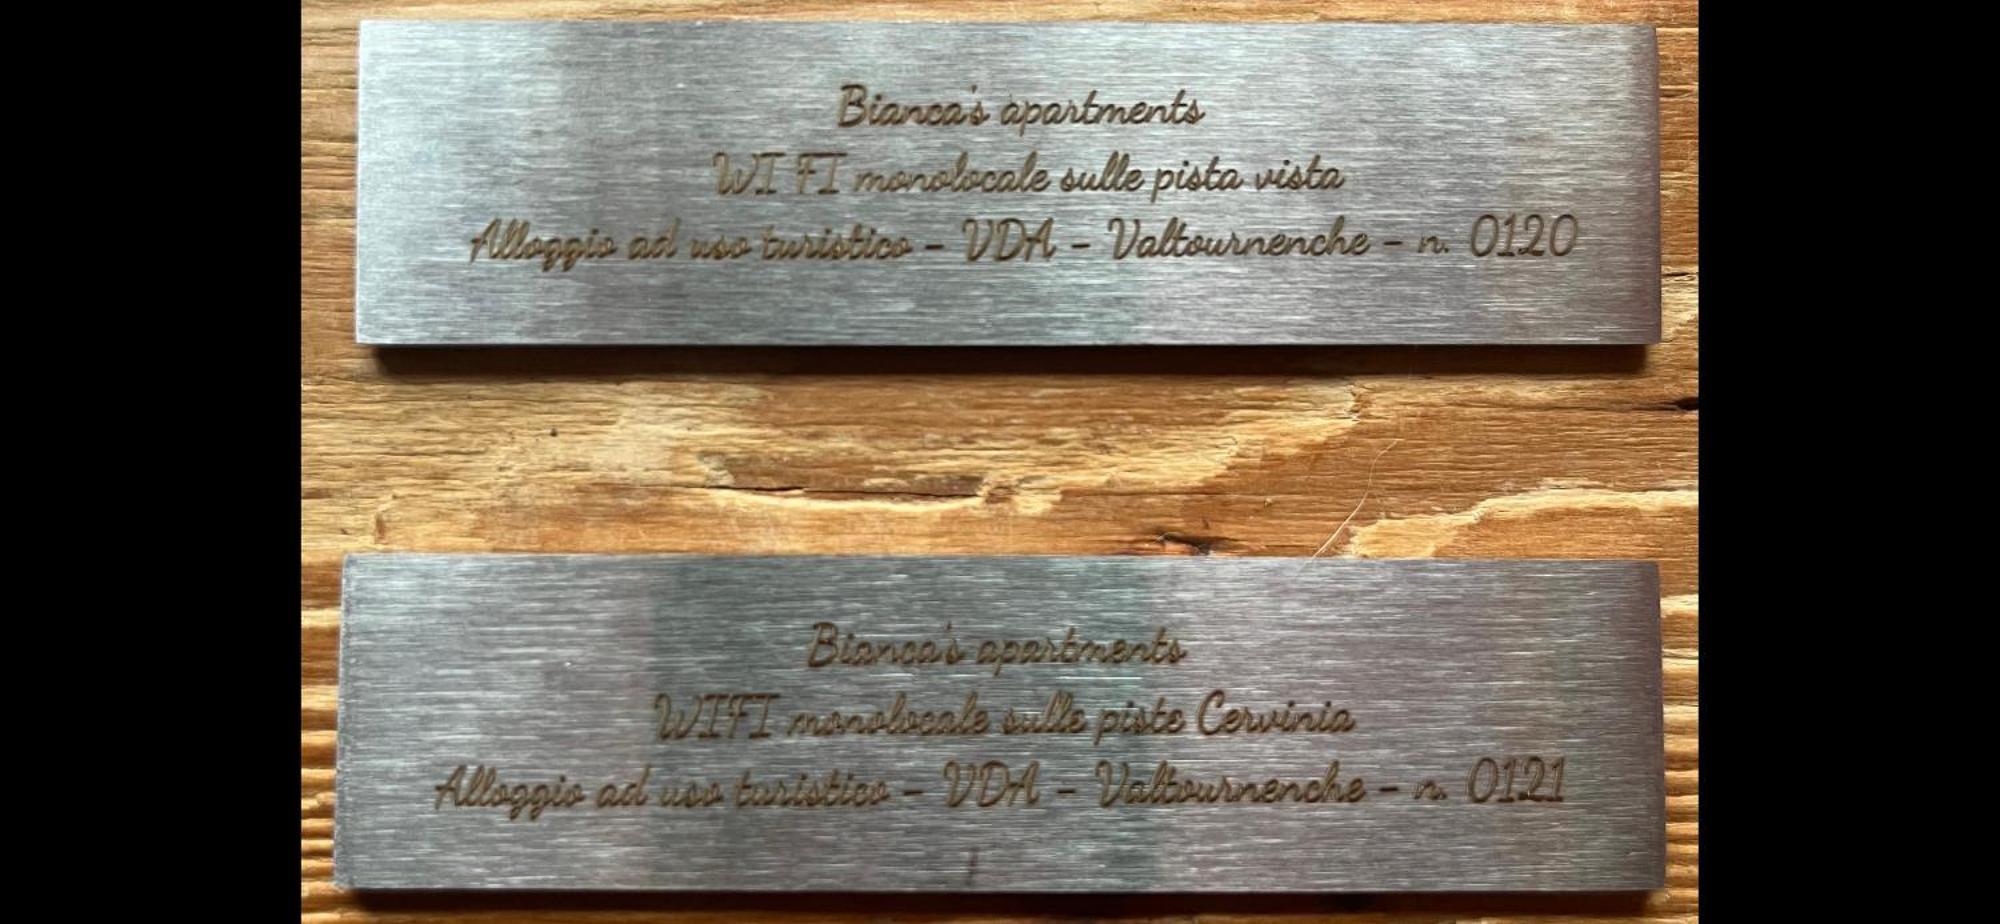 Bianca's apartments
WI FI monolocale sulle pista vista
Alloggio ad uso turistico - VDA - Valtournenche - n. 0120
Bianca's apartments
WIFI monolocale sulle piste Cervinia
Alloggio ad uso turistico - VDA - Valtournenche - n. 0121